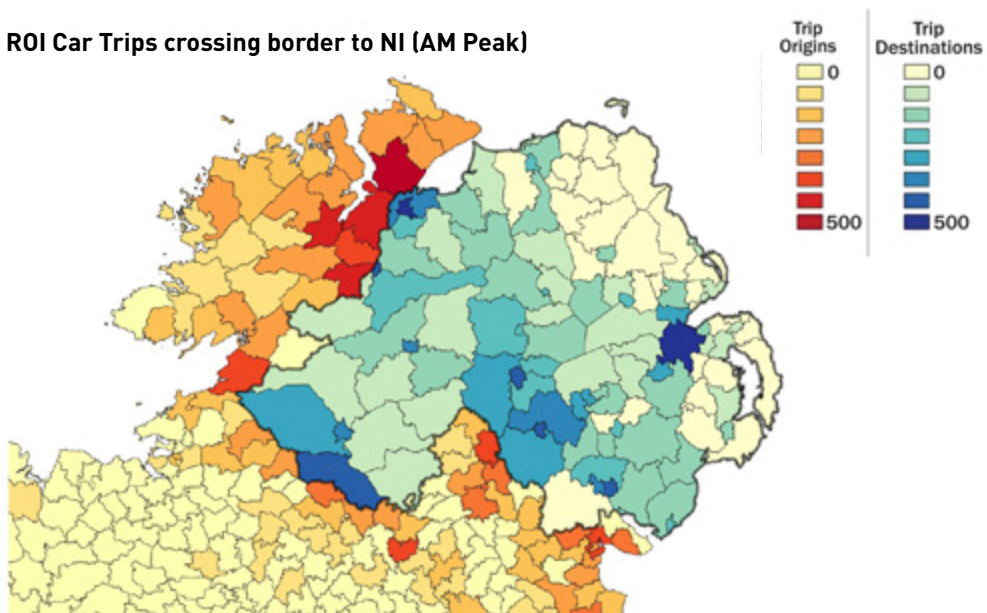 ROI Car Trips crossing border to NI (AM Peak)
Trip
Origins
0
500
Trip
Destinations
0
500